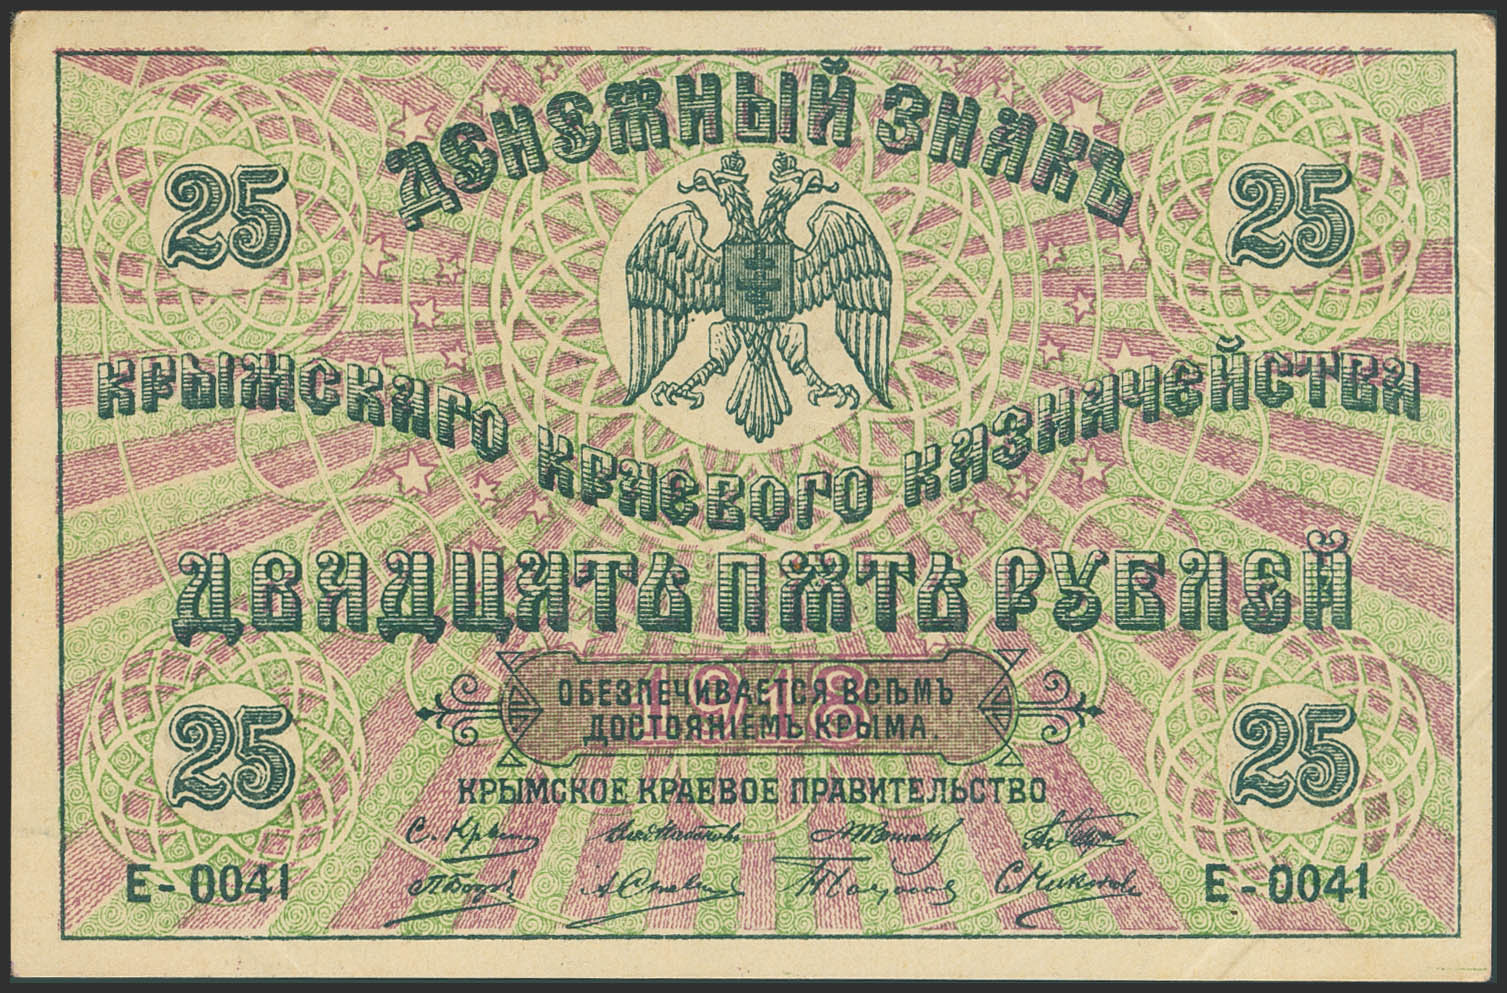 ДЕНЕЖНЫЙ ЗНАКЪ
25 25
КРЫМСКАГО КРАЕВОГО КАЗНАЧЕЙСТВА
ДВАДЦАТЬ ПЯТЬ РУБЛЕЙ
1918
ОБЕЗПЕЧИВАЕТСЯ ВСѢМЪ
ДОСТОЯНІЕМЪ КРЫМА.
25 25
КРЫМСКОЕ КРАЕВОЕ ПРАВИТЕЛЬСТВО
Е-0041 Е-0041